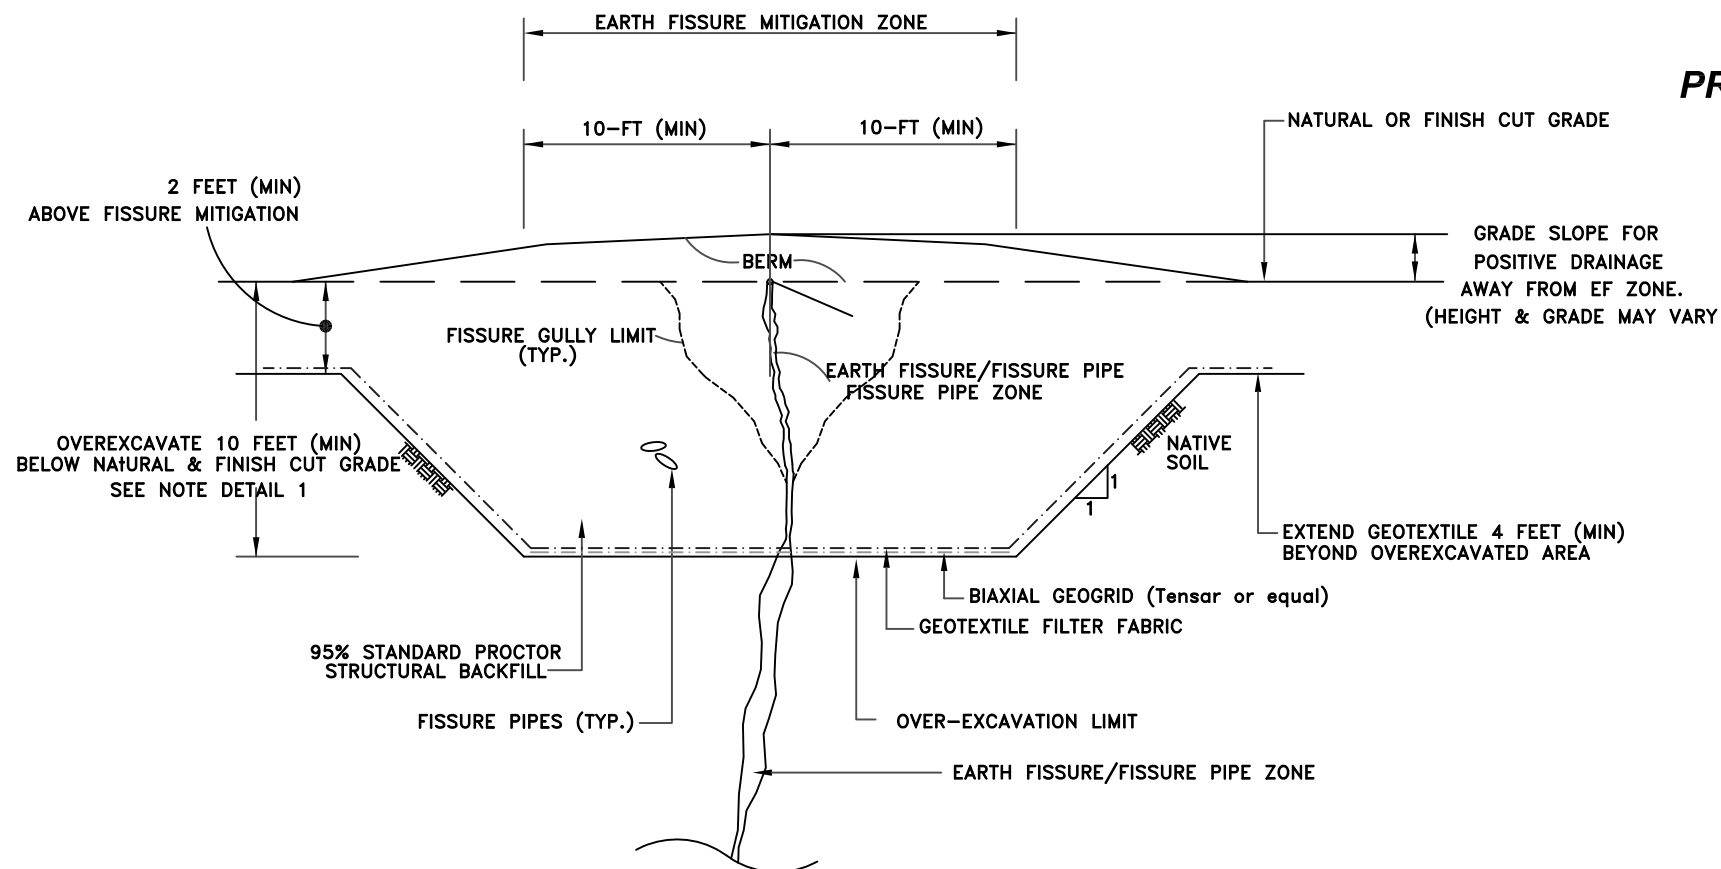 EARTH FISSURE MITIGATION ZONE
PR
10-FT (MIN)
10-FT (MIN)
NATURAL OR FINISH CUT GRADE
2 FEET (MIN)
ABOVE FISSURE MITIGATION
GRADE SLOPE FOR
POSITIVE DRAINAGE
AWAY FROM EF ZONE.
(HEIGHT & GRADE MAY VARY
BERM
FISSURE GULLY LIMIT
(TYP.)
EARTH FISSURE/FISSURE PIPE
FISSURE PIPE ZONE
OVEREXCAVATE 10 FEET (MIN)
BELOW NAtURAL & FINISH CUT GRADE
SEE NOTE DETAIL 1
NATIVE
SOIL
1
1
EXTEND GEOTEXTILE 4 FEET (MIN)
BEYOND OVEREXCAVATED AREA
BIAXIAL GEOGRID (Tensar or equal)
GEOTEXTILE FILTER FABRIC
95% STANDARD PROCTOR
STRUCTURAL BACKFILL
FISSURE PIPES (TYP.)
OVER-EXCAVATION LIMIT
EARTH FISSURE/FISSURE PIPE ZONE